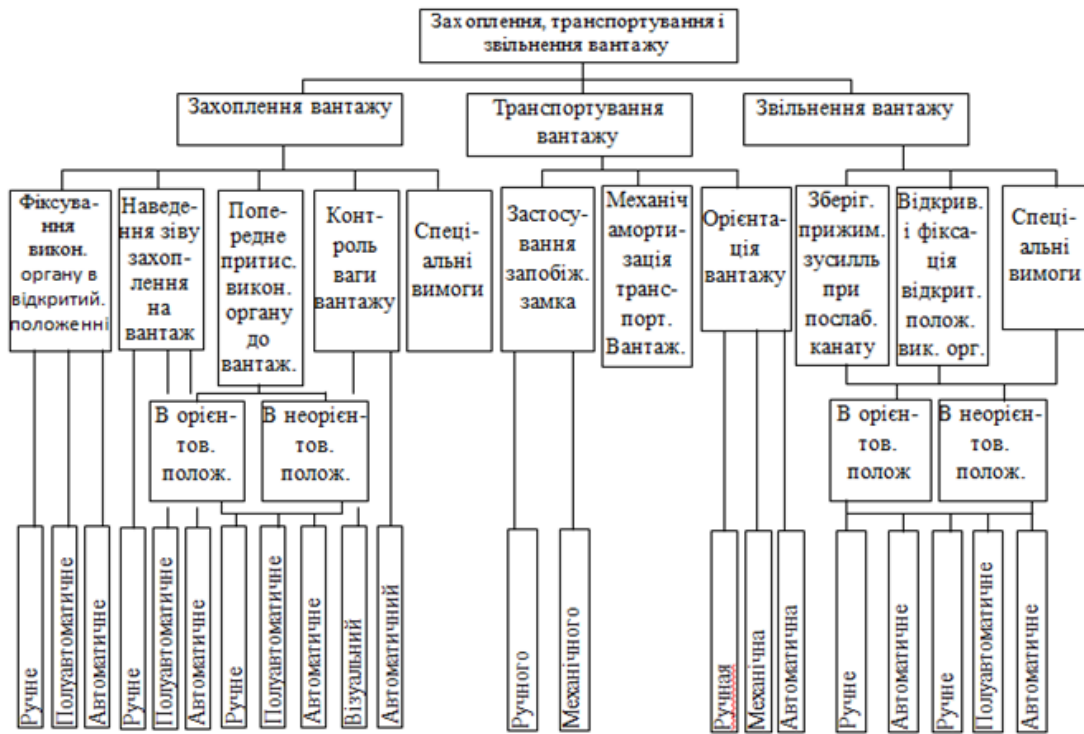 Захоплення, транспортування і
звільнення вантажу
Захоплення вантажу
Транспортування
вантажу
Звільнення вантажу
Фіксува-
ння
викон.
органу в
відкритий.
положенні
Наведе-
ння зіву
захоп-
лення
на
вантаж
Попе-
редне
притис.
викон.
органу
до
вантаж.
Конт-
роль
ваги
вантажу
Спеці-
альні
вимоги
Застосу-
вання
запобіж.
замка
Механіч
аморти-
зація
транс-
порт.
Вантаж.
Орієнта-
ція
вантажу
Зберіг.
прижим.
зусилль
при
послаб.
канату
Відкрив.
і фікса-
ція
відкрит.
полож.
вик. орг.
Спеці-
альні
вимоги
В орієн-
тов.
полож.
В неорієн-
тов.
полож.
В орієн-
тов.
полож
В неорієн-
тов.
полож.
Ручне
Полуавтоматичне
Автоматичне
Ручне
Полуавтоматичне
Автоматичне
Ручне
Полуавтоматичне
Автоматичне
Візуальний
Автоматичний
Ручного
Механічного
Ручная
Механічна
Автоматична
Ручне
Автоматичне
Ручне
Полуавтоматичне
Автоматичне